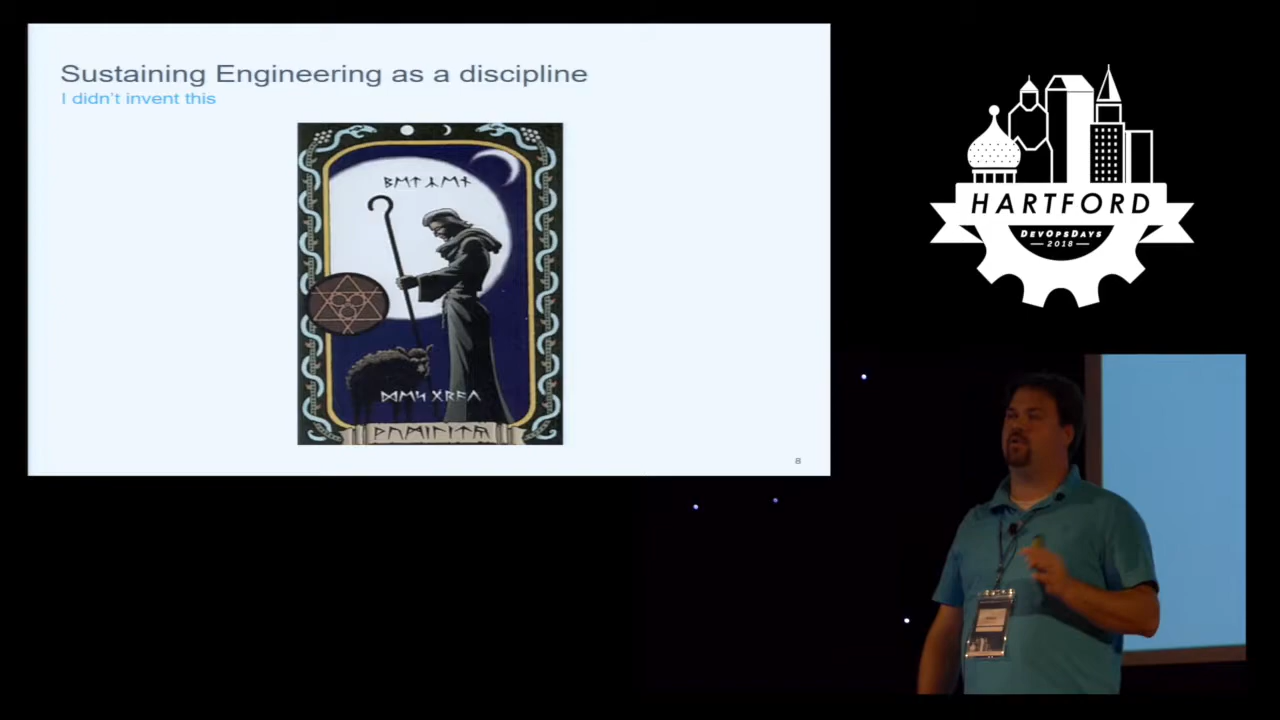 Sustaining Engineering as a discipline
I didn't invent this
8
HARTFORD
DEVOPSDAYS
2018